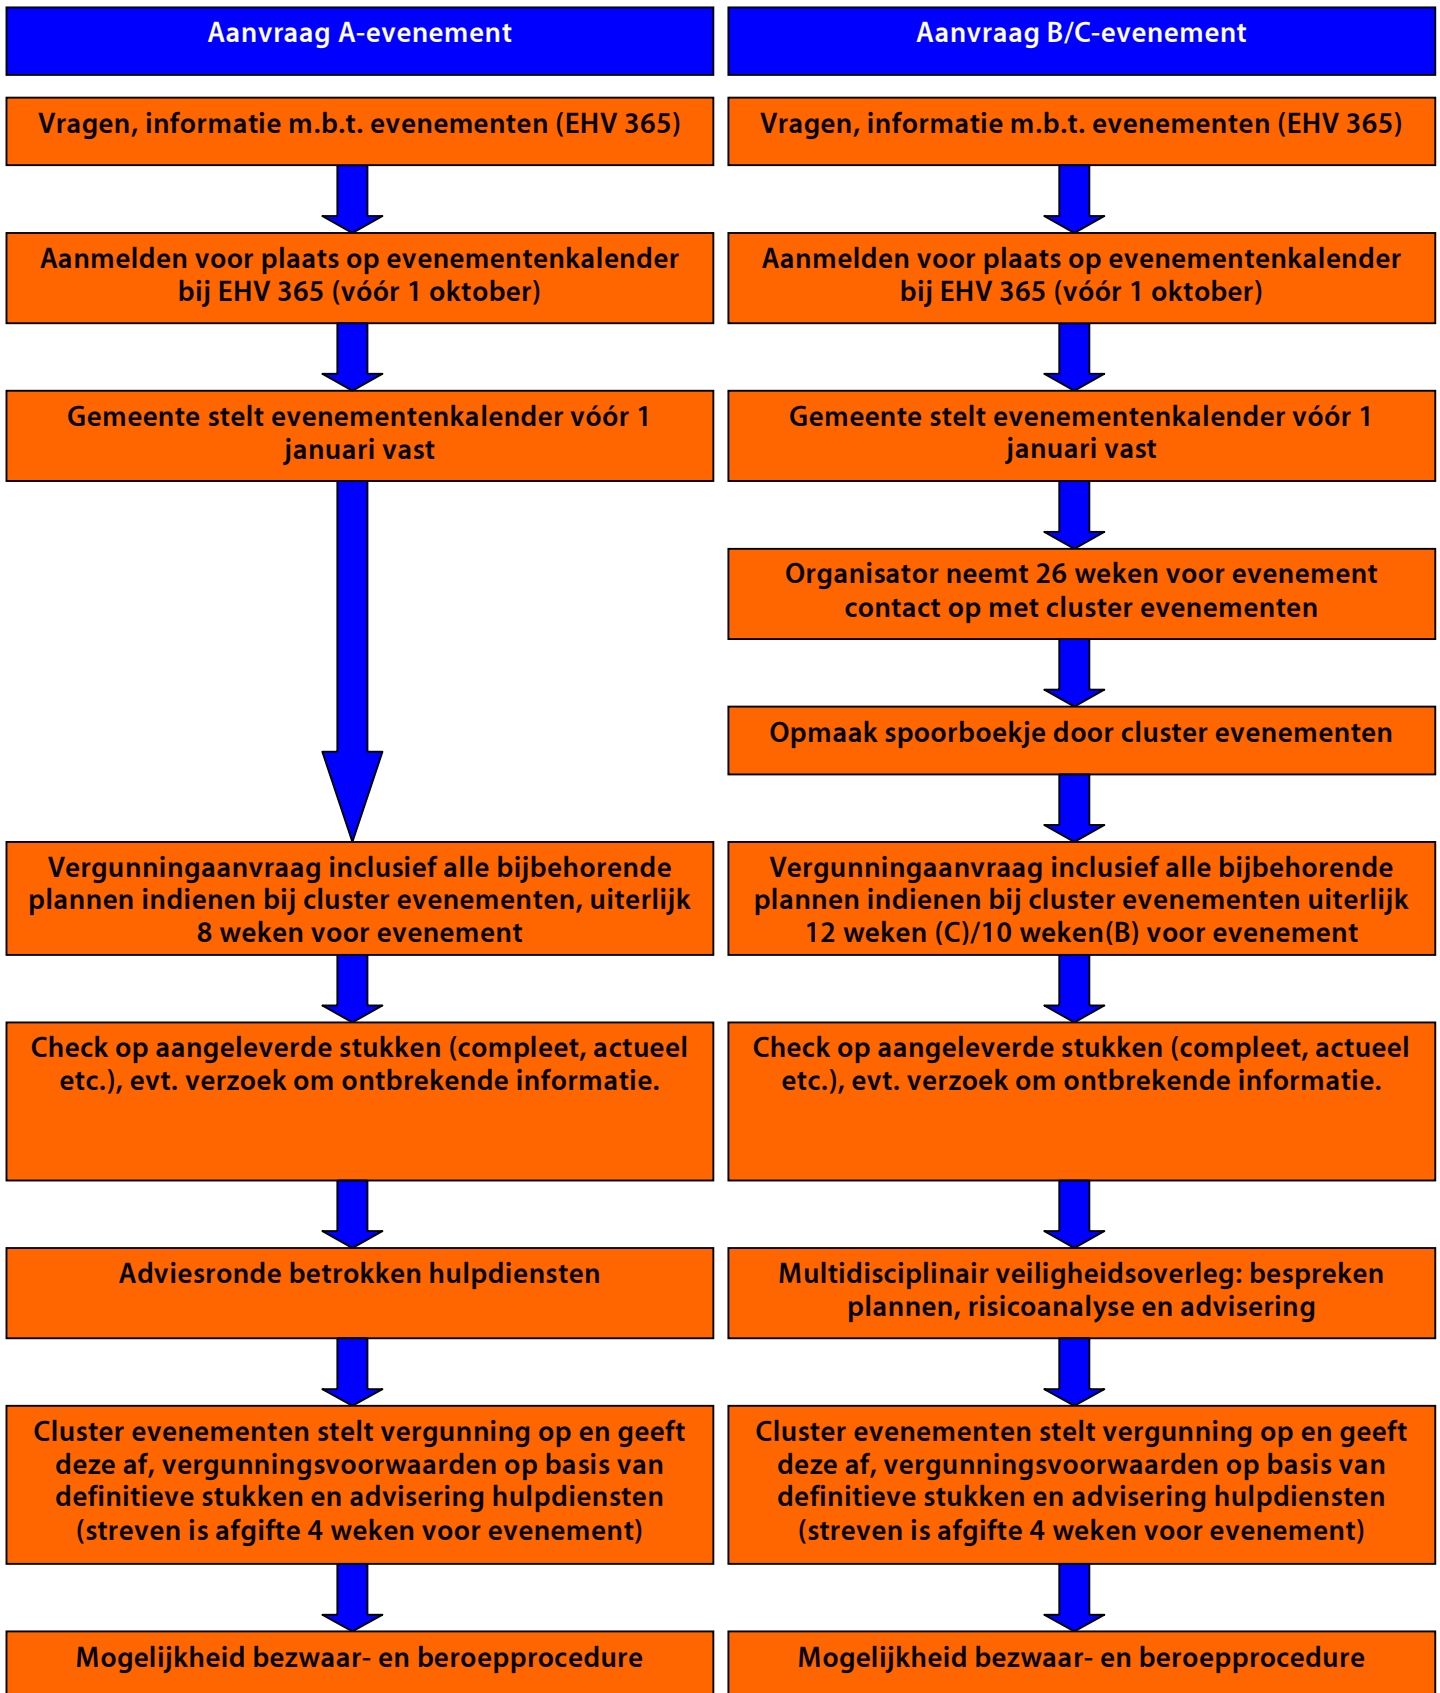 Aanvraag A-evenement
Vragen, informatie m.b.t. evenementen (EHV 365)
Aanmelden voor plaats op evenementenkalender
bij EHV 365 (vóór 1 oktober)
Gemeente stelt evenementenkalender vóór 1
januari vast
Vergunningaanvraag inclusief alle bijbehorende
plannen indienen bij cluster evenementen, uiterlijk
8 weken voor evenement
Check op aangeleverde stukken (compleet, actueel
etc.), evt. verzoek om ontbrekende informatie.
Adviesronde betrokken hulpdiensten
Cluster evenementen stelt vergunning op en geeft
deze af, vergunningsvoorwaarden op basis van
definitieve stukken en advisering hulpdiensten
(streven is afgifte 4 weken voor evenement)
Mogelijkheid bezwaar- en beroepprocedure
Aanvraag B/C-evenement
Vragen, informatie m.b.t. evenementen (EHV 365)
Aanmelden voor plaats op evenementenkalender
bij EHV 365 (vóór 1 oktober)
Gemeente stelt evenementenkalender vóór 1
januari vast
Organisator neemt 26 weken voor evenement
contact op met cluster evenementen
Opmaak spoorboekje door cluster evenementen
Vergunningaanvraag inclusief alle bijbehorende
plannen indienen bij cluster evenementen uiterlijk
12 weken (C)/10 weken(B) voor evenement
Check op aangeleverde stukken (compleet, actueel
etc.), evt. verzoek om ontbrekende informatie.
Multidisciplinair veiligheidsoverleg: bespreken
plannen, risicoanalyse en advisering
Cluster evenementen stelt vergunning op en geeft
deze af, vergunningsvoorwaarden op basis van
definitieve stukken en advisering hulpdiensten
(streven is afgifte 4 weken voor evenement)
Mogelijkheid bezwaar- en beroepprocedure